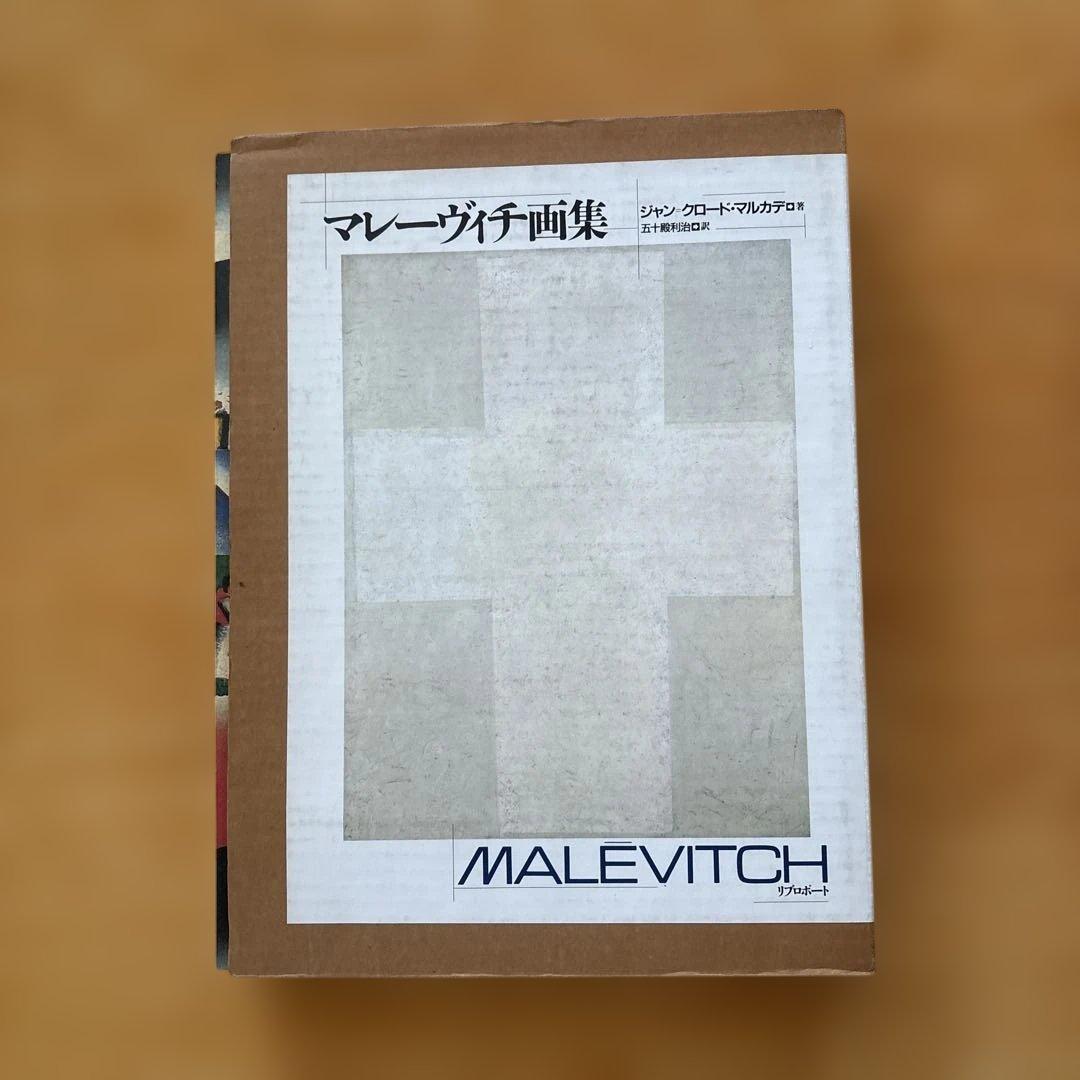 マレーヴィチ画集
ジャン=クロード・マルカデ◘著
五十殿利治◘訳
MALĒVITCH
リブロポート